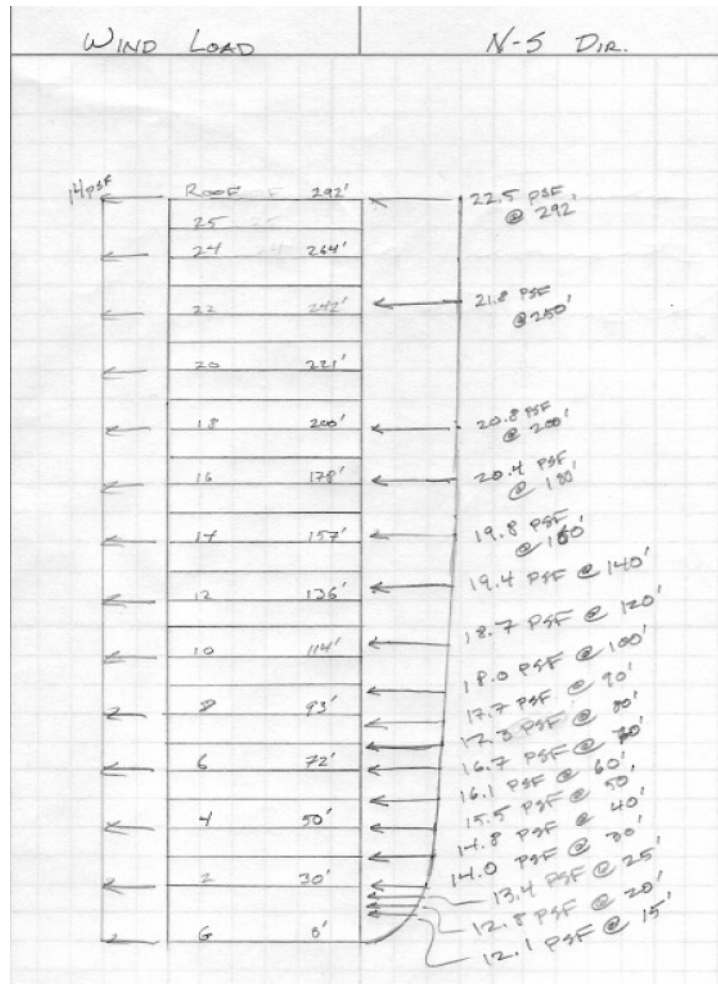 WIND LOAD
N-S DIR.
14 PSF
ROOF 292'
22.5 PSF
@ 292'
25
24 264'
22 242'
21.8 PSF
@ 250'
20 221'
18 200'
20.8 PSF
@ 200'
16 178'
20.4 PSF
@ 180'
14 157'
19.8 PSF
@ 160'
12 136'
19.4 PSF @ 140'
18.7 PSF @ 120'
10 114'
18.0 PSF @ 100'
8 93'
17.7 PSF @ 90'
17.3 PSF @ 80'
6 72'
16.7 PSF @ 70'
16.1 PSF @ 60'
4 50'
15.5 PSF @ 50'
14.8 PSF @ 40'
14.0 PSF @ 30'
2 30'
13.4 PSF @ 25'
12.8 PSF @ 20'
12.1 PSF @ 15'
G 0'